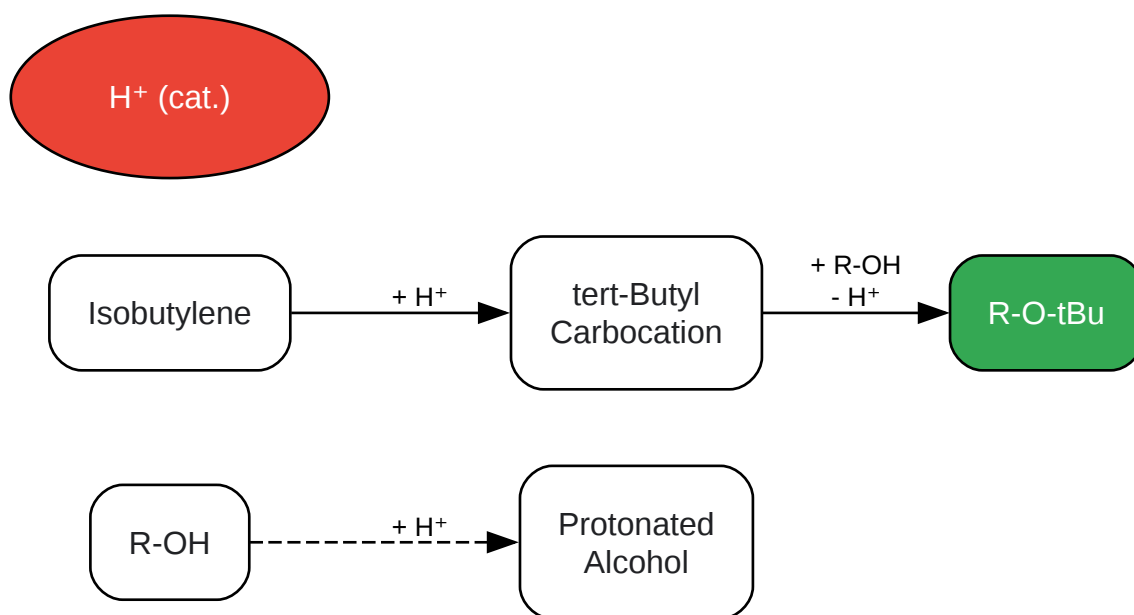 H⁺ (cat.)
Isobutylene
+ H⁺
tert-Butyl
Carbocation
+ R-OH
- H⁺
R-O-tBu
R-OH
+ H⁺
Protonated
Alcohol